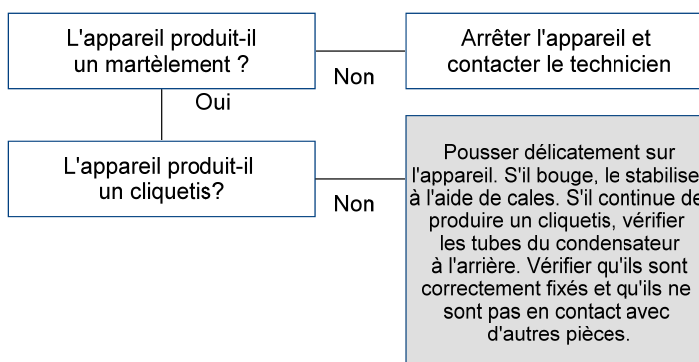 L'appareil produit-il
un martèlement ?
Non
Arrêter l'appareil et
contacter le technicien
Oui
L'appareil produit-il
un cliquetis?
Non
Pousser délicatement sur
l'appareil. S'il bouge, le stabiliser
à l'aide de cales. S'il continue de
produire un cliquetis, vérifier
les tubes du condensateur
à l'arrière. Vérifier qu'ils sont
correctement fixés et qu'ils ne
sont pas en contact avec
d'autres pièces.